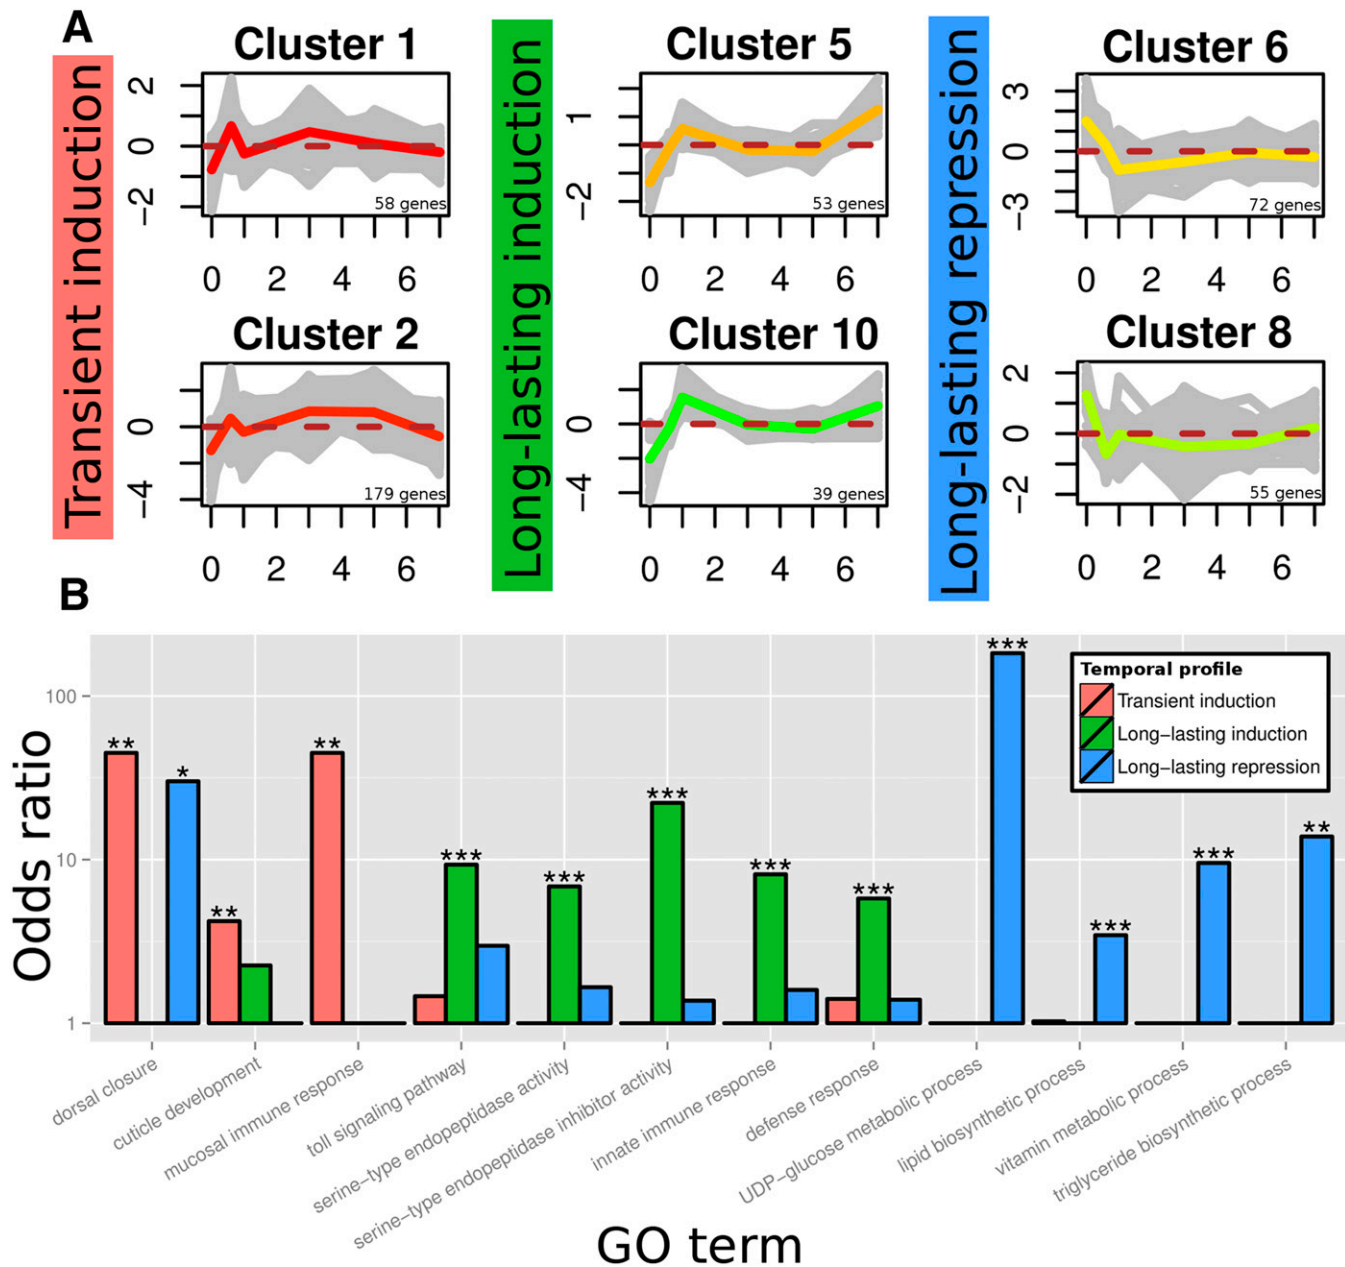 A
Transient induction
Cluster 1
2
0
−2
58 genes
0 2 4 6
Cluster 2
0
−4
179 genes
0 2 4 6
Long-lasting induction
Cluster 5
1
−2
53 genes
0 2 4 6
Cluster 10
0
−4
39 genes
0 2 4 6
Long-lasting repression
Cluster 6
3
0
−3
72 genes
0 2 4 6
Cluster 8
2
0
−2
55 genes
0 2 4 6
B
Odds ratio
100
10
1
** * ** ** *** *** *** *** *** *** *** *** **
Temporal profile
Transient induction
Long−lasting induction
Long−lasting repression
dorsal closure
cuticle development
mucosal immune response
toll signaling pathway
serine−type endopeptidase activity
serine−type endopeptidase inhibitor activity
innate immune response
defense response
UDP−glucose metabolic process
lipid biosynthetic process
vitamin metabolic process
triglyceride biosynthetic process
GO term